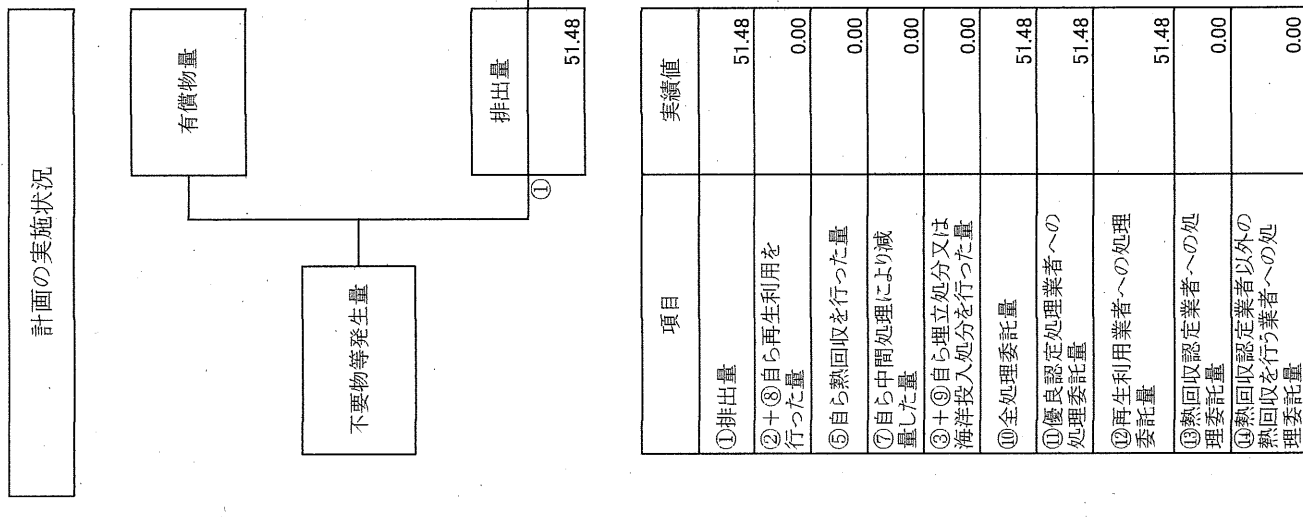 計画の実施状況
有償物量
不要物等発生量
排出量
①
51.48
項目
実績値
①排出量
51.48
②+⑧自ら再生利用を
行った量
0.00
⑤自ら熱回収を行った量
0.00
⑦自ら中間処理により減
量した量
0.00
③+⑨自ら埋立処分又は
海洋投入処分を行った量
0.00
⑩全処理委託量
51.48
⑪優良認定処理業者への
処理委託量
51.48
⑫再生利用業者への処理
委託量
51.48
⑬熱回収認定業者への処
理委託量
0.00
⑭熱回収認定業者以外の
熱回収を行う業者への処
理委託量
0.00